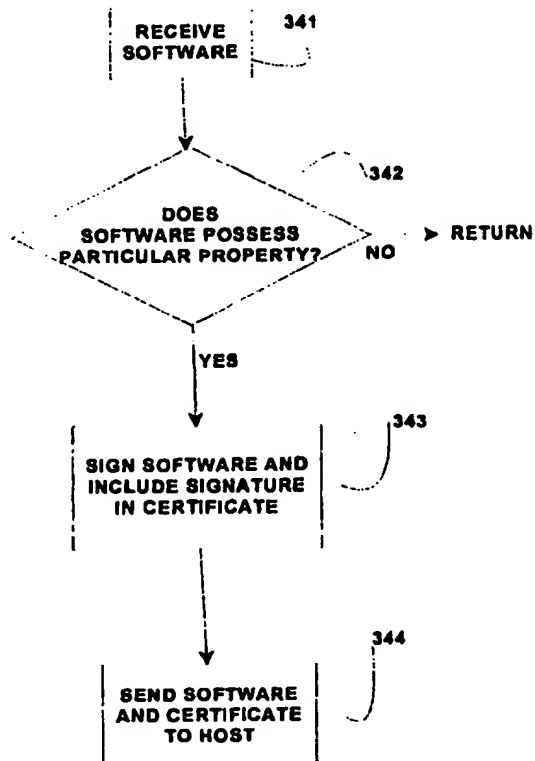 341
RECEIVE
SOFTWARE
342
DOES
SOFTWARE POSSESS
PARTICULAR PROPERTY?
NO
RETURN
YES
343
SIGN SOFTWARE AND
INCLUDE SIGNATURE
IN CERTIFICATE
344
SEND SOFTWARE
AND CERTIFICATE
TO HOST